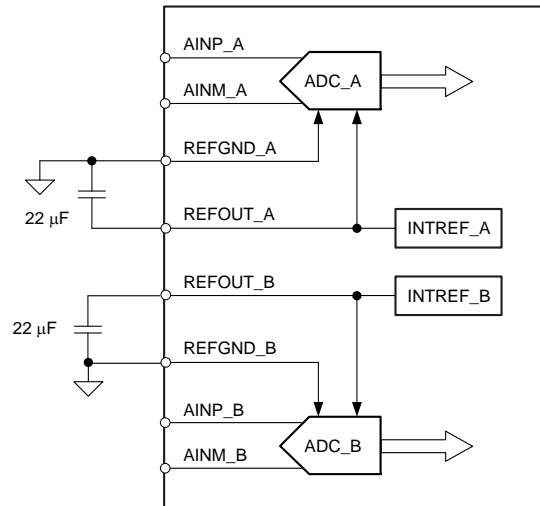 AINP_A
ADC_A
AINM_A
REFGND_A
22 μF
REFOUT_A
INTREF_A
REFOUT_B
INTREF_B
22 μF
REFGND_B
AINP_B
ADC_B
AINM_B